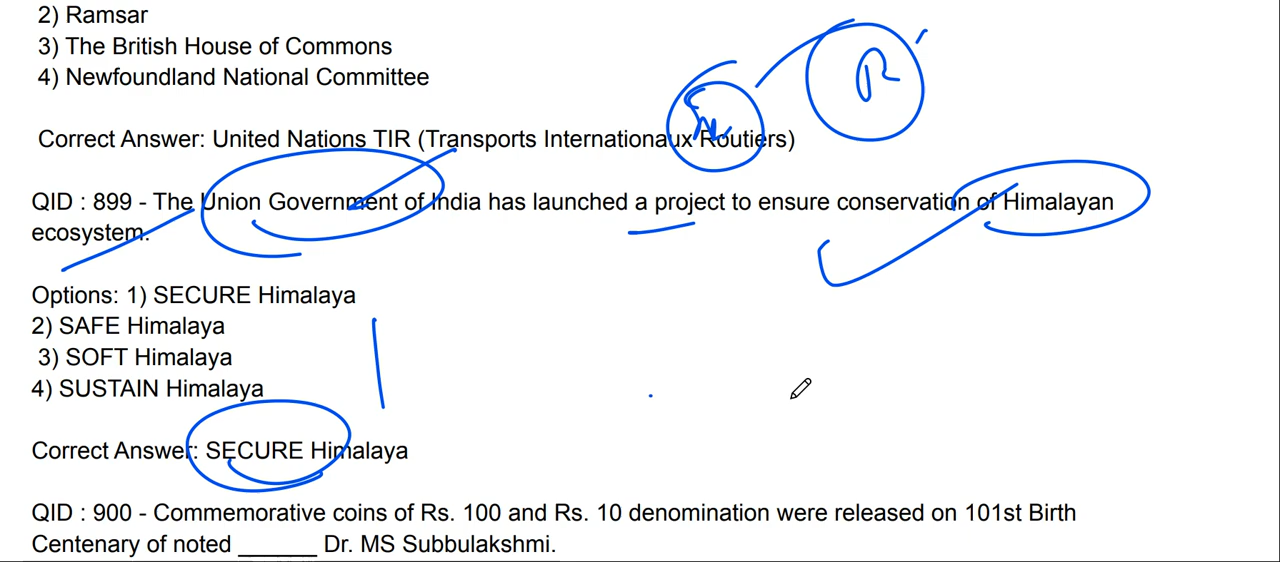 2) Ramsar
3) The British House of Commons
4) Newfoundland National Committee
Correct Answer: United Nations TIR (Transports Internationaux Routiers)
QID : 899 - The Union Government of India has launched a project to ensure conservation of Himalayan
ecosystem.
Options: 1) SECURE Himalaya
2) SAFE Himalaya
3) SOFT Himalaya
4) SUSTAIN Himalaya
Correct Answer: SECURE Himalaya
QID : 900 - Commemorative coins of Rs. 100 and Rs. 10 denomination were released on 101st Birth
Centenary of noted ______ Dr. MS Subbulakshmi.